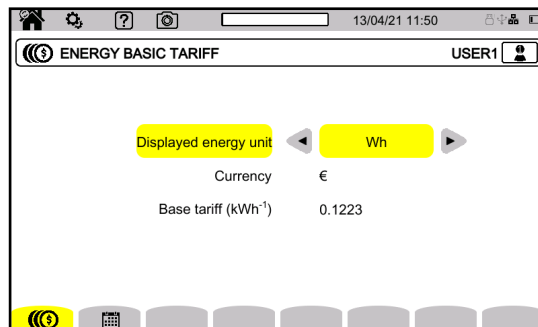 13/04/21 11:50
ENERGY BASIC TARIFF USER1
Displayed energy unit Wh
Currency €
Base tariff (kWh⁻¹) 0.1223